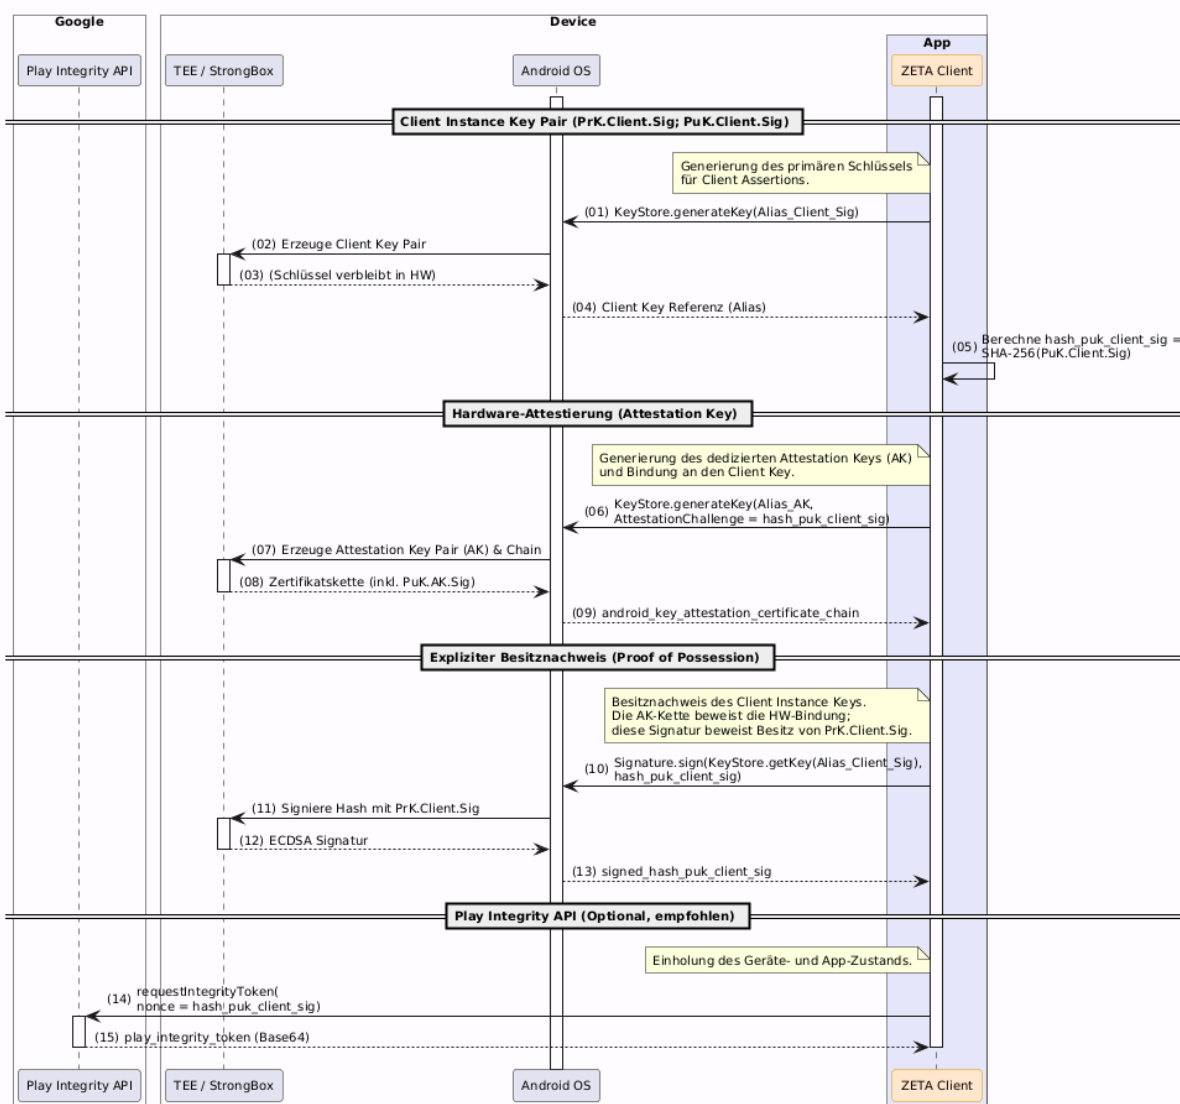 Google
Device
App
Play Integrity API
TEE / StrongBox
Android OS
ZETA Client
Client Instance Key Pair (PrK.Client.Sig; PuK.Client.Sig)
Generierung des primären Schlüssels
für Client Assertions.
(01) KeyStore.generateKey(Alias_Client_Sig)
(02) Erzeuge Client Key Pair
(03) (Schlüssel verbleibt in HW)
(04) Client Key Referenz (Alias)
(05) Berechne hash_puk_client_sig =
SHA-256(PuK.Client.Sig)
Hardware-Attestierung (Attestation Key)
Generierung des dedizierten Attestation Keys (AK)
und Bindung an den Client Key.
(06) KeyStore.generateKey(Alias_AK,
AttestationChallenge = hash_puk_client_sig)
(07) Erzeuge Attestation Key Pair (AK) & Chain
(08) Zertifikatskette (inkl. PuK.AK.Sig)
(09) android_key_attestation_certificate_chain
Expliziter Besitznachweis (Proof of Possession)
Besitznachweis des Client Instance Keys.
Die AK-Kette beweist die HW-Bindung;
diese Signatur beweist Besitz von PrK.Client.Sig.
(10) Signature.sign(KeyStore.getKey(Alias_Client_Sig),
hash_puk_client_sig)
(11) Signiere Hash mit PrK.Client.Sig
(12) ECDSA Signatur
(13) signed_hash_puk_client_sig
Play Integrity API (Optional, empfohlen)
Einholung des Geräte- und App-Zustands.
(14) requestIntegrityToken(
nonce = hash_puk_client_sig)
(15) play_integrity_token (Base64)
Play Integrity API
TEE / StrongBox
Android OS
ZETA Client